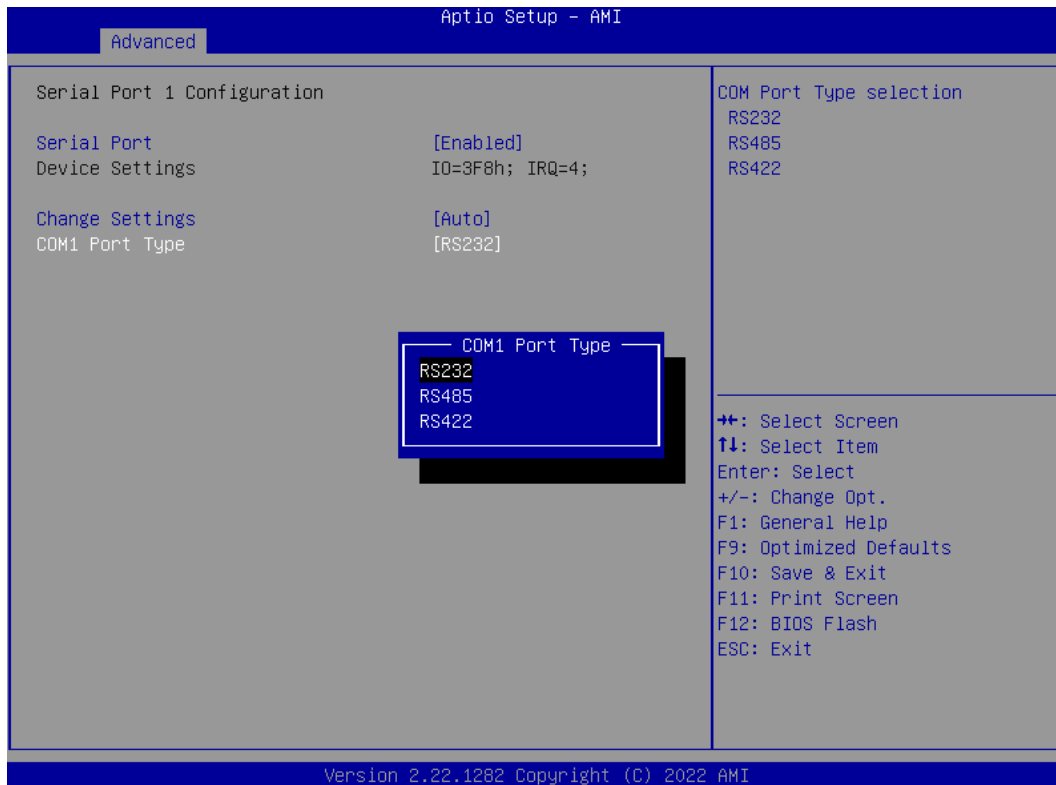 Aptio Setup – AMI
Advanced
Serial Port 1 Configuration
Serial Port [Enabled]
Device Settings IO=3F8h; IRQ=4;
Change Settings [Auto]
COM1 Port Type [RS232]
COM1 Port Type
RS232
RS485
RS422
COM Port Type selection
RS232
RS485
RS422
→←: Select Screen
↑↓: Select Item
Enter: Select
+/-: Change Opt.
F1: General Help
F9: Optimized Defaults
F10: Save & Exit
F11: Print Screen
F12: BIOS Flash
ESC: Exit
Version 2.22.1282 Copyright (C) 2022 AMI